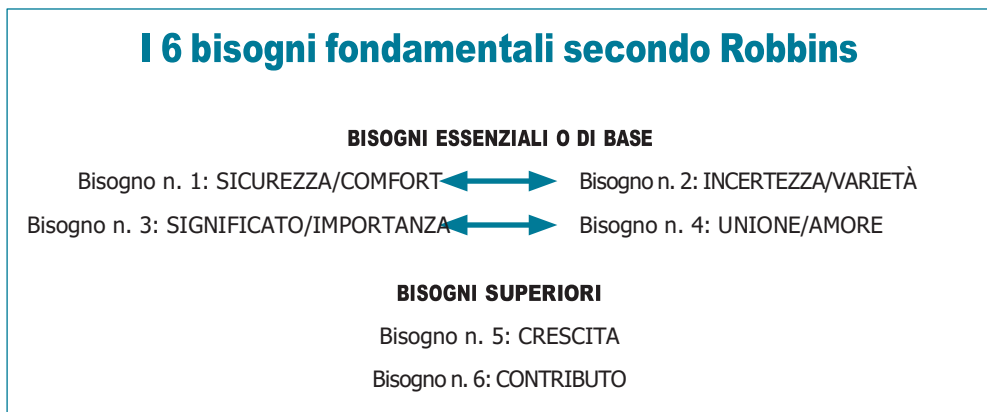 I 6 bisogni fondamentali secondo Robbins
BISOGNI ESSENZIALI O DI BASE
Bisogno n. 1: SICUREZZA/COMFORT Bisogno n. 2: INCERTEZZA/VARIETÀ
Bisogno n. 3: SIGNIFICATO/IMPORTANZA Bisogno n. 4: UNIONE/AMORE
BISOGNI SUPERIORI
Bisogno n. 5: CRESCITA
Bisogno n. 6: CONTRIBUTO